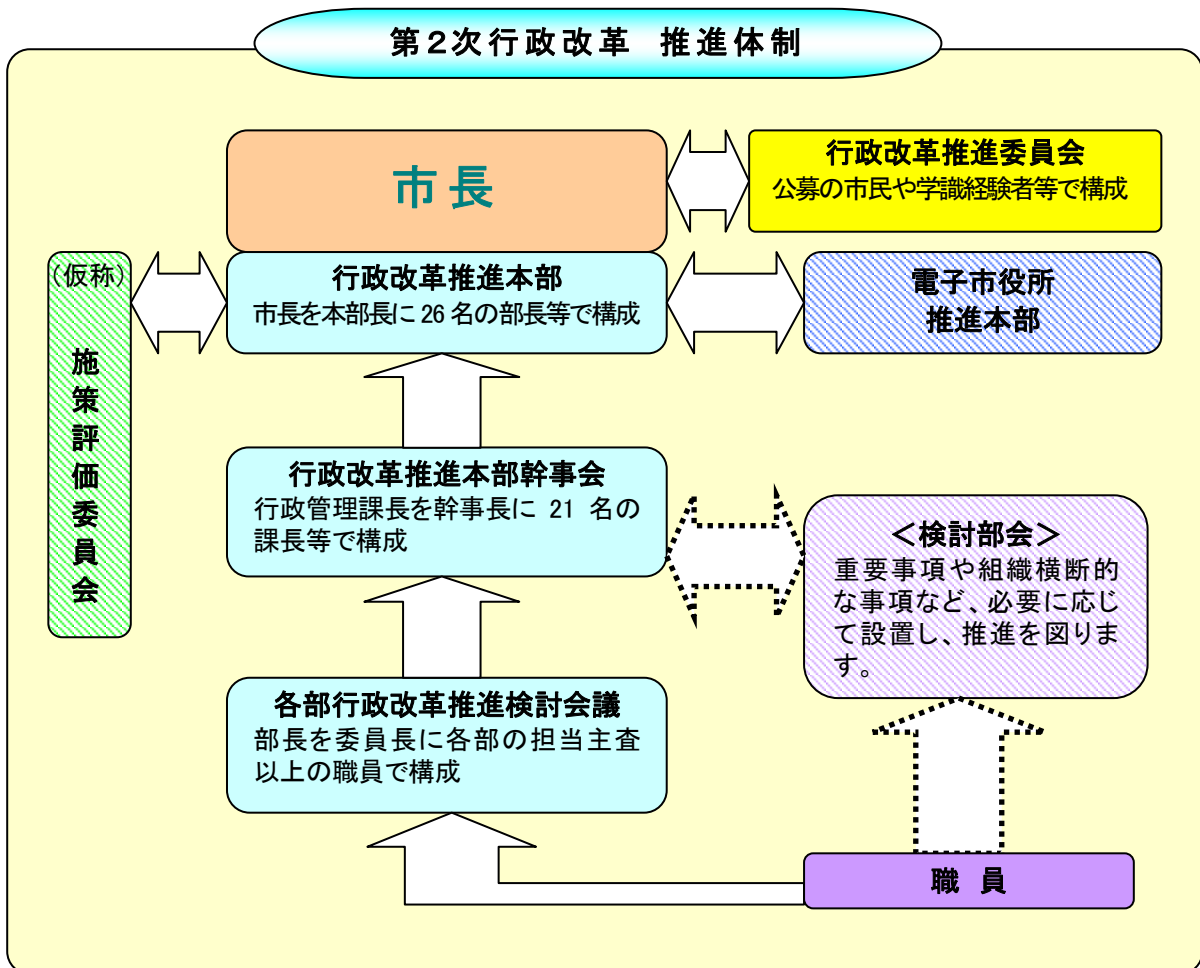 第2次行政改革 推進体制
市長
行政改革推進委員会
公募の市民や学識経験者等で構成
(仮称)
施策評価委員会
行政改革推進本部
市長を本部長に 26 名の部長等で構成
電子市役所
推進本部
行政改革推進本部幹事会
行政管理課長を幹事長に 21 名の
課長等で構成
＜検討部会＞
重要事項や組織横断的
な事項など、必要に応じ
て設置し、推進を図りま
す。
各部行政改革推進検討会議
部長を委員長に各部の担当主査
以上の職員で構成
職 員